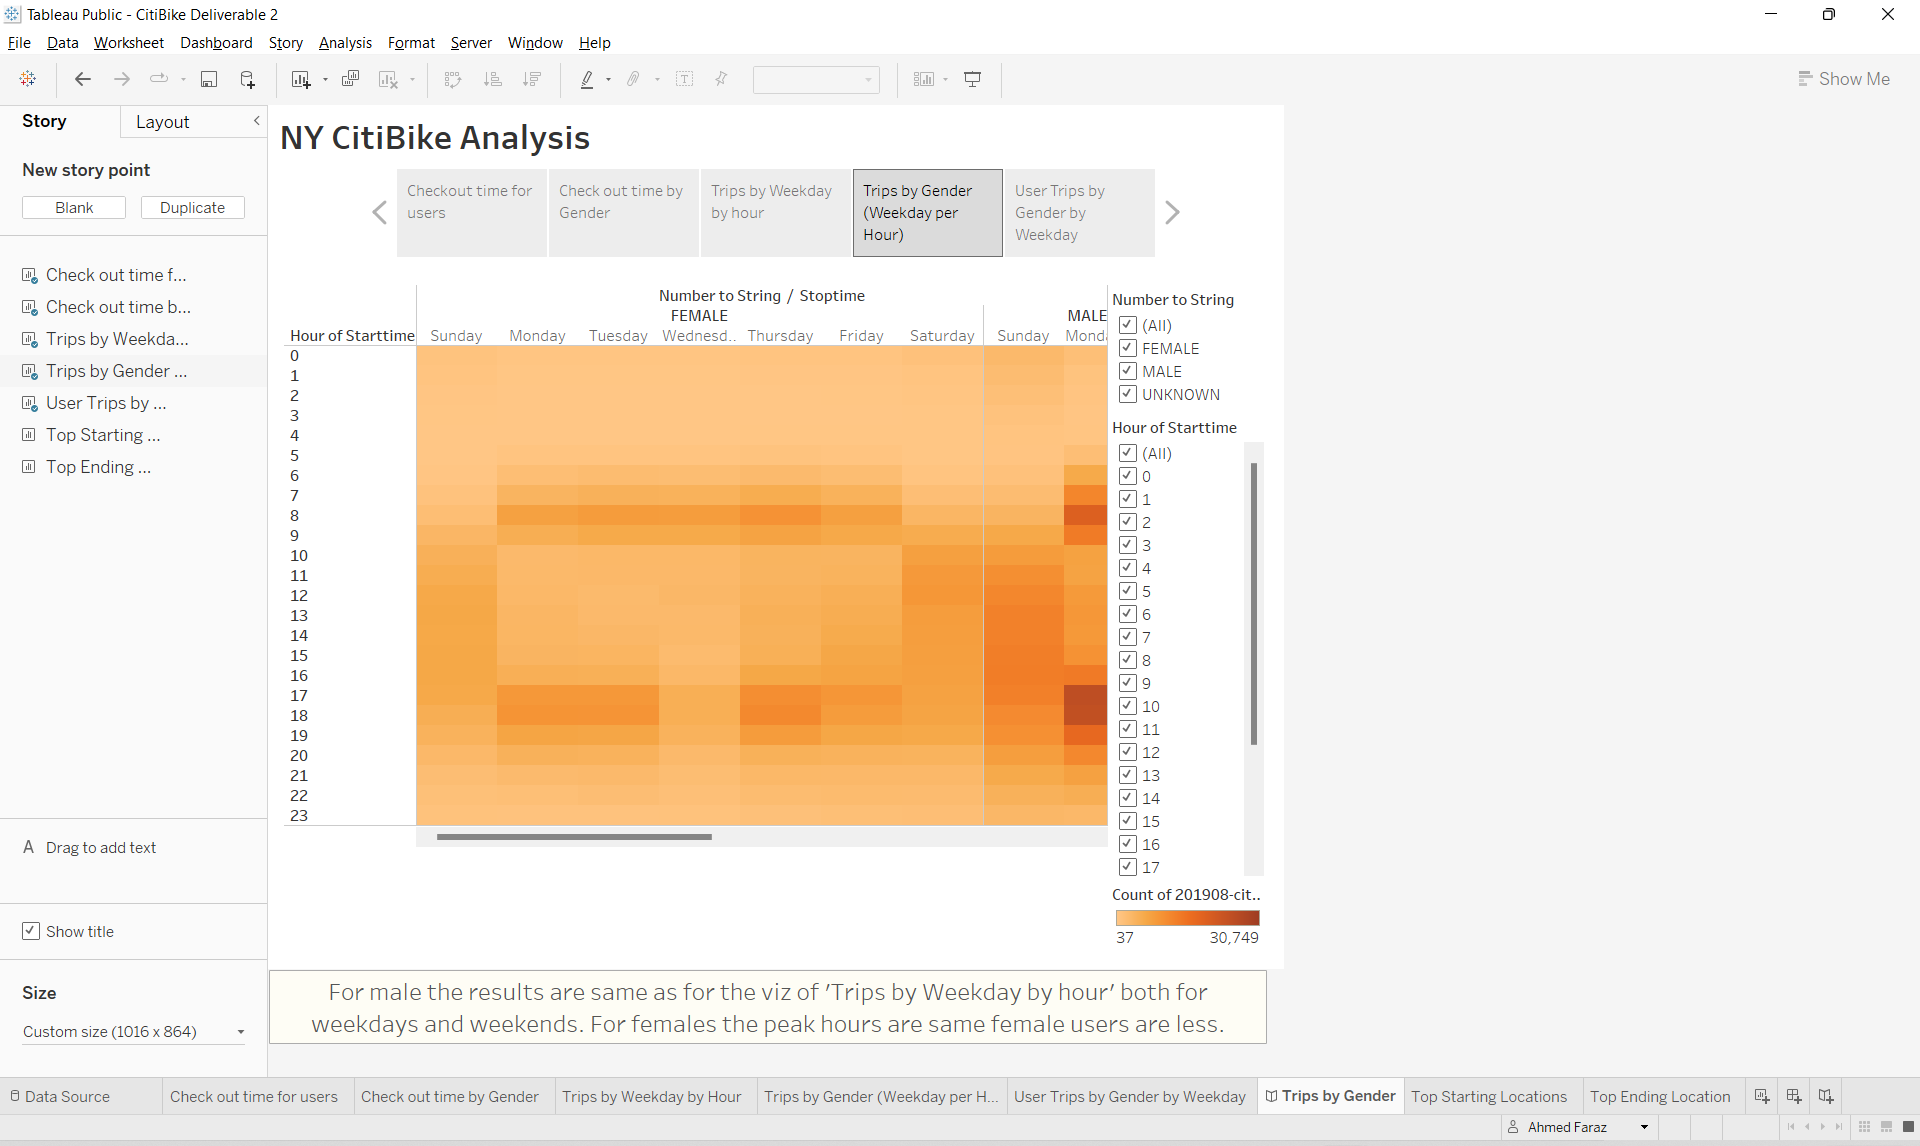 Tableau Public - CitiBike Deliverable 2
File Data Worksheet Dashboard Story Analysis Format Server Window Help
Show Me
Story Layout
New story point
Blank Duplicate
Check out time f...
Check out time b...
Trips by Weekda...
Trips by Gender ...
User Trips by ...
Top Starting ...
Top Ending ...
A Drag to add text
Show title
Size
Custom size (1016 x 864)
NY CitiBike Analysis
Checkout time for users
Check out time by Gender
Trips by Weekday by hour
Trips by Gender (Weekday per Hour)
User Trips by Gender by Weekday
Number to String / Stoptime
FEMALE MALE
Hour of Starttime Sunday Monday Tuesday Wednesd.. Thursday Friday Saturday Sunday Monda
0
1
2
3
4
5
6
7
8
9
10
11
12
13
14
15
16
17
18
19
20
21
22
23
Number to String
(All)
FEMALE
MALE
UNKNOWN
Hour of Starttime
(All)
0
1
2
3
4
5
6
7
8
9
10
11
12
13
14
15
16
17
Count of 201908-cit..
37 30,749
For male the results are same as for the viz of 'Trips by Weekday by hour' both for
weekdays and weekends. For females the peak hours are same female users are less.
Data Source Check out time for users Check out time by Gender Trips by Weekday by Hour Trips by Gender (Weekday per H... User Trips by Gender by Weekday Trips by Gender Top Starting Locations Top Ending Location
Ahmed Faraz